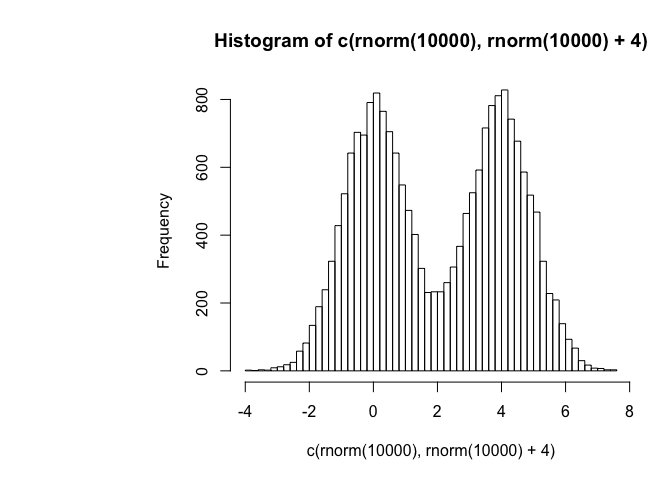 Histogram of c(rnorm(10000), rnorm(10000) + 4)
Frequency
800
600
400
200
0
-4 -2 0 2 4 6 8
c(rnorm(10000), rnorm(10000) + 4)